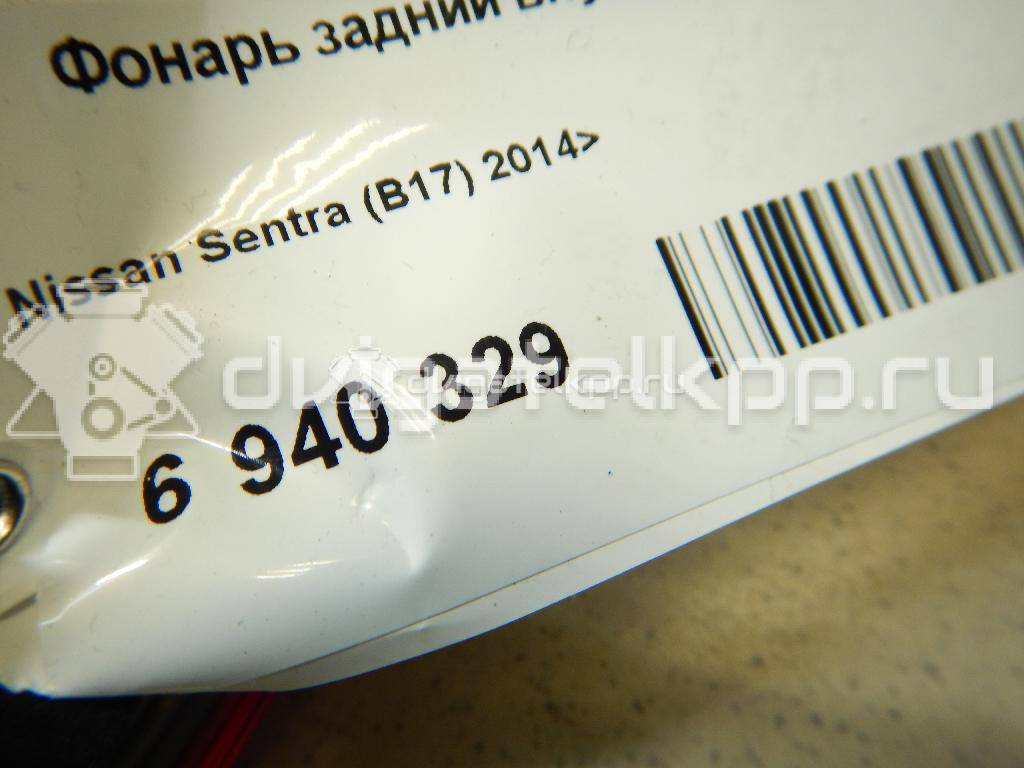 Фонарь задний
Nissan Sentra (B17) 2014>
6 940 329
dvigatelkpp.ru